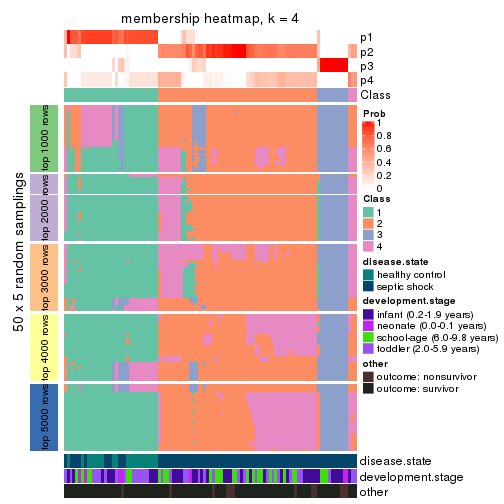 membership heatmap, k = 4
p1
p2
p3
p4
Class
50 x 5 random samplings
top 1000 rows
top 2000 rows
top 3000 rows
top 4000 rows
top 5000 rows
Prob
1
0.8
0.6
0.4
0.2
0
Class
1
2
3
4
disease.state
healthy control
septic shock
development.stage
infant (0.2-1.9 years)
neonate (0.0-0.1 years)
school-age (6.0-9.8 years)
toddler (2.0-5.9 years)
other
outcome: nonsurvivor
outcome: survivor
disease.state
development.stage
other